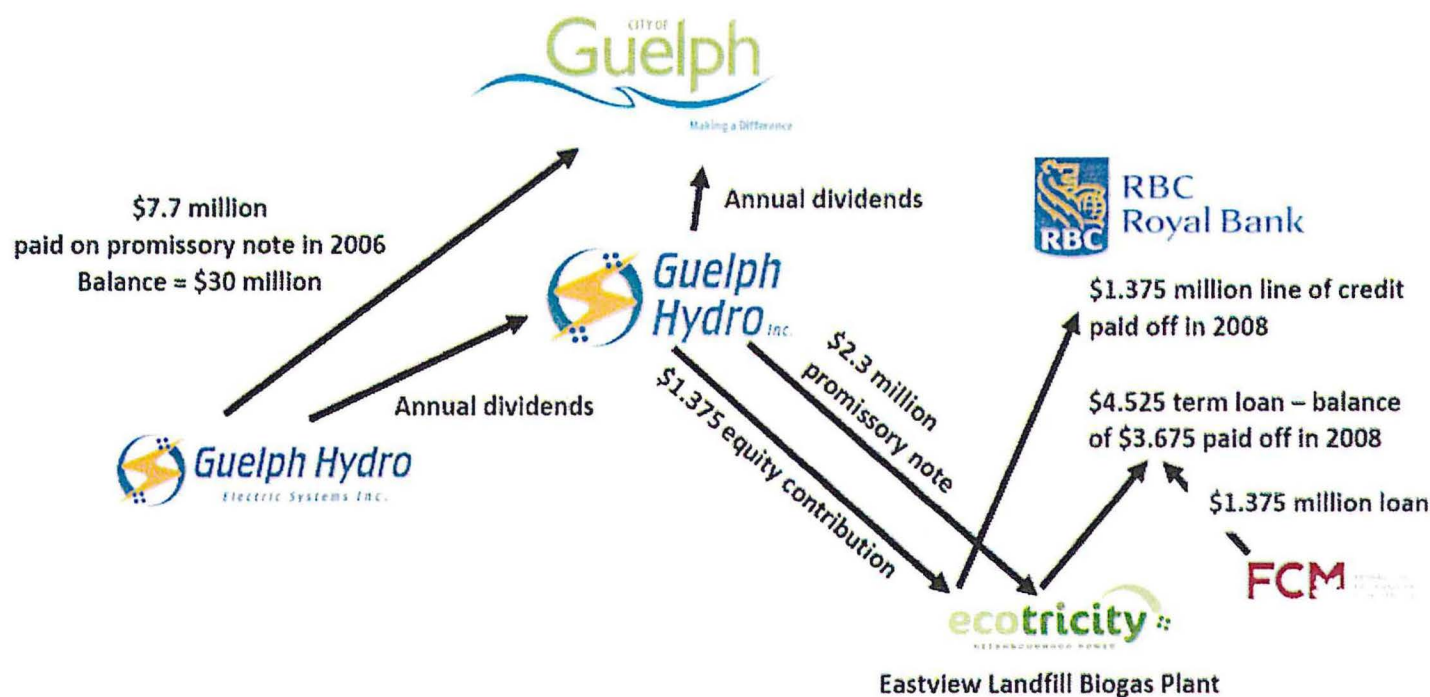 CITY OF
Guelph
Making a Difference
$7.7 million
paid on promissory note in 2006
Balance = $30 million
Annual dividends
RBC
RBC
Royal Bank
Guelph
Hydro Inc.
$1.375 million line of credit
paid off in 2008
Annual dividends
$2.3 million
promissory note
$1.375 equity contribution
$4.525 term loan – balance
of $3.675 paid off in 2008
Guelph Hydro
Electric Systems Inc.
$1.375 million loan
FCM
ecotricity
NEIGHBOURHOOD POWER
Eastview Landfill Biogas Plant